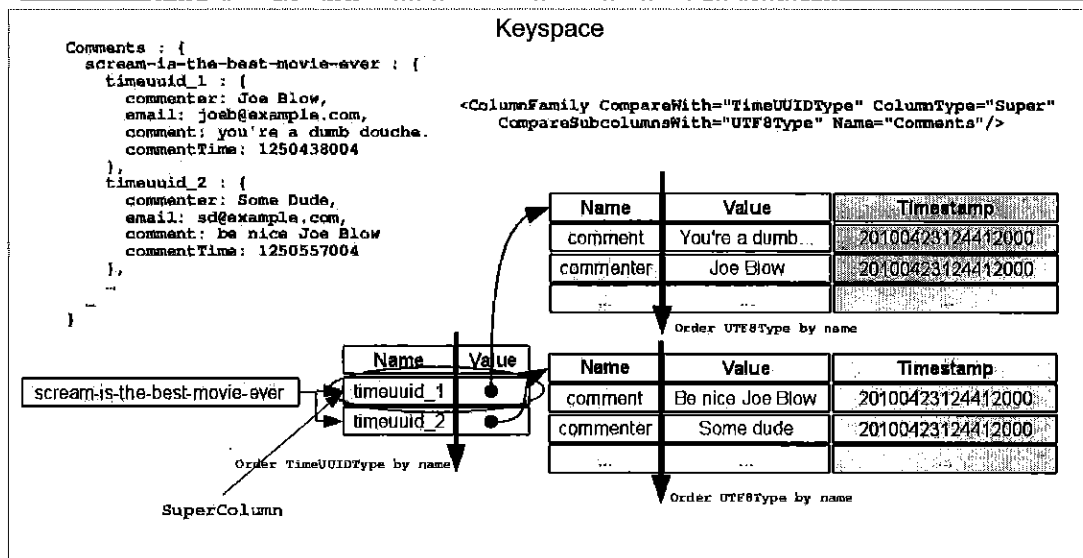 Keyspace
Comments : {
scream-is-the-best-movie-ever : {
timeuuid_1 : {
commenter: Joe Blow,
email: joeb@example.com,
comment: you're a dumb douche.
commentTime: 1250438004
},
timeuuid_2 : {
commenter: Some Dude,
email: sd@example.com,
comment: be nice Joe Blow
commentTime: 1250557004
},
…
…
}
<ColumnFamily CompareWith="TimeUUIDType" ColumnType="Super"
CompareSubcolumnsWith="UTF8Type" Name="Comments"/>
Name Value Timestamp
comment You're a dumb... 20100423124412000
commenter Joe Blow 20100423124412000
... ... ...
Order UTF8Type by name
Name Value
scream-is-the-best-movie-ever timeuuid_1
timeuuid_2
Order TimeUUIDType by name
SuperColumn
Name Value Timestamp
comment Be nice Joe Blow 20100423124412000
commenter Some dude 20100423124412000
... ... ...
Order UTF8Type by name